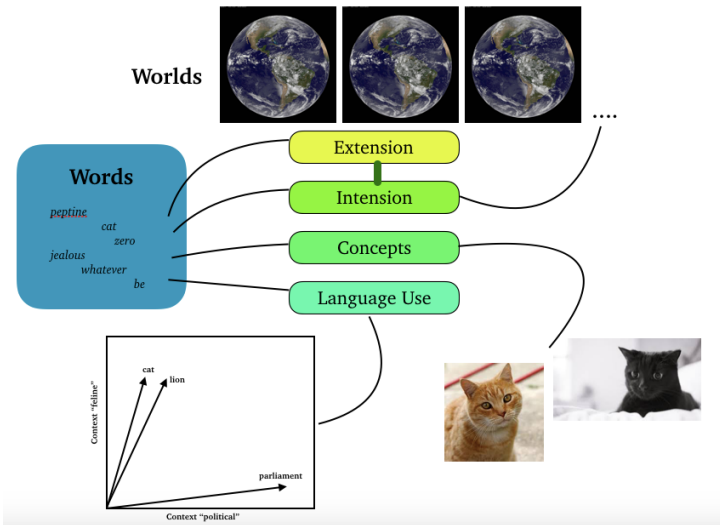 Worlds
....
Words
peptine
cat
zero
jealous
whatever
be
Extension
Intension
Concepts
Language Use
cat
lion
parliament
Context “feline”
Context “political”